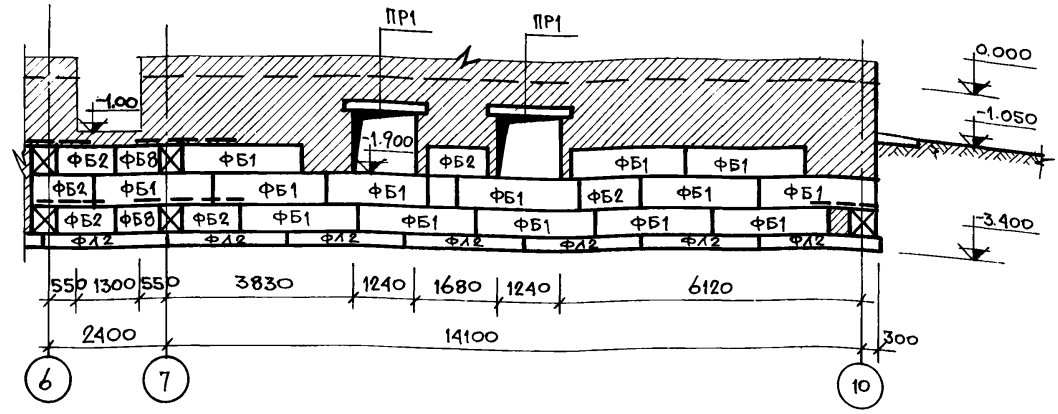 ПР1 ПР1
0.000
-1.00
-1.050
-1.900
ФБ2 ФБ8 ФБ1 ФБ2 ФБ1 ФБ1
ФБ2 ФБ1 ФБ1 ФБ1 ФБ1 ФБ2 ФБ1 ФБ1
ФБ2 ФБ8 ФБ2 ФБ1 ФБ1 ФБ1 ФБ1 ФБ1
ФЛ2 ФЛ2 ФЛ2 ФЛ2 ФЛ2 ФЛ2 ФЛ2
-3.400
550 1300 550 3830 1240 1680 1240 6120
2400 14100 300
6 7 10